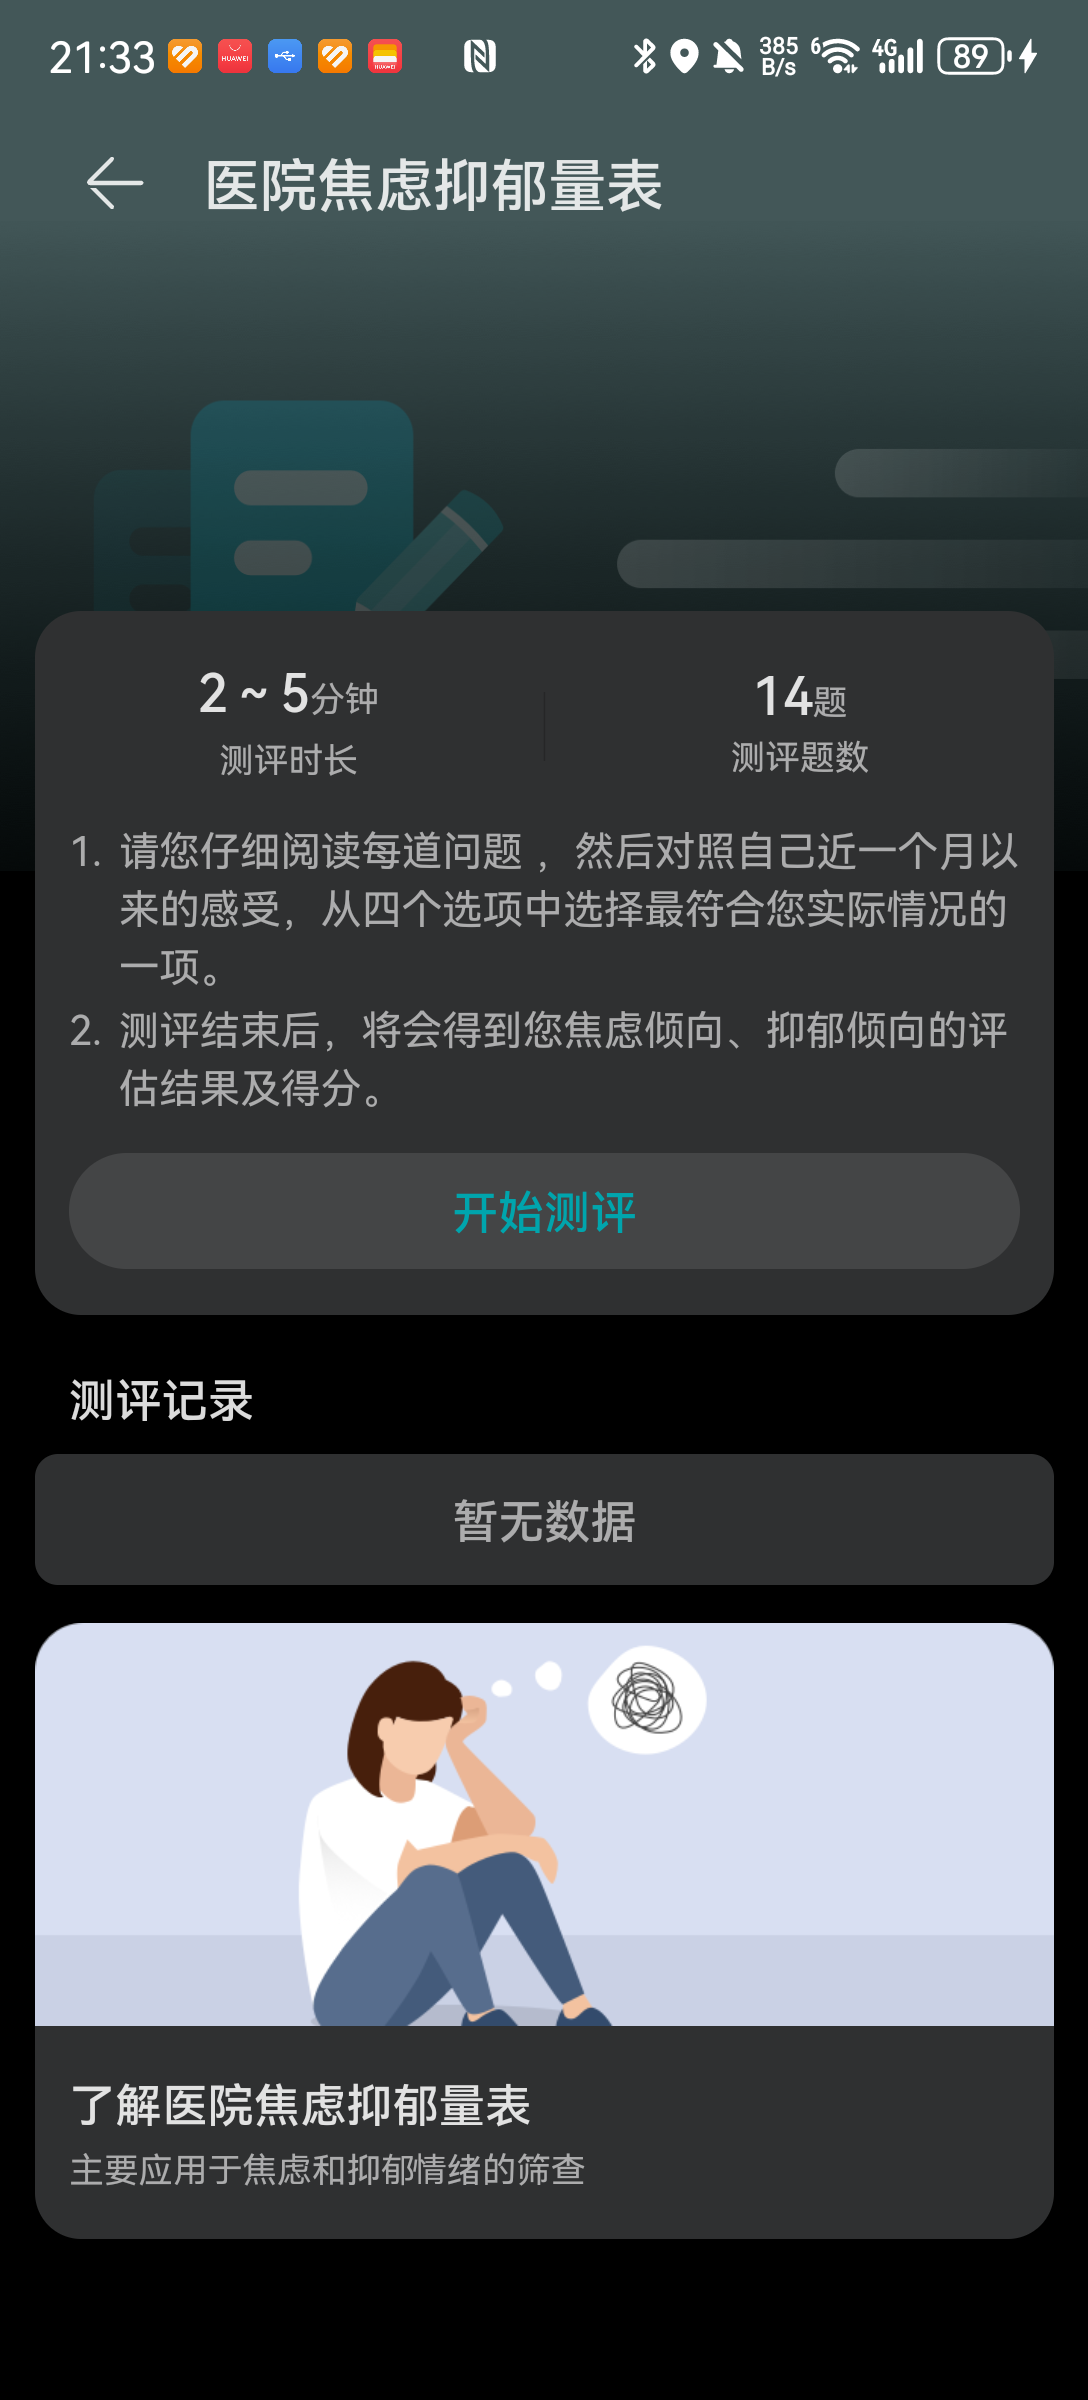 21:33
385 B/s
6
4G
89
医院焦虑抑郁量表
2 ~ 5分钟
测评时长
14题
测评题数
1. 请您仔细阅读每道问题，然后对照自己近一个月以
来的感受，从四个选项中选择最符合您实际情况的
一项。
2. 测评结束后，将会得到您焦虑倾向、抑郁倾向的评
估结果及得分。
开始测评
测评记录
暂无数据
了解医院焦虑抑郁量表
主要应用于焦虑和抑郁情绪的筛查